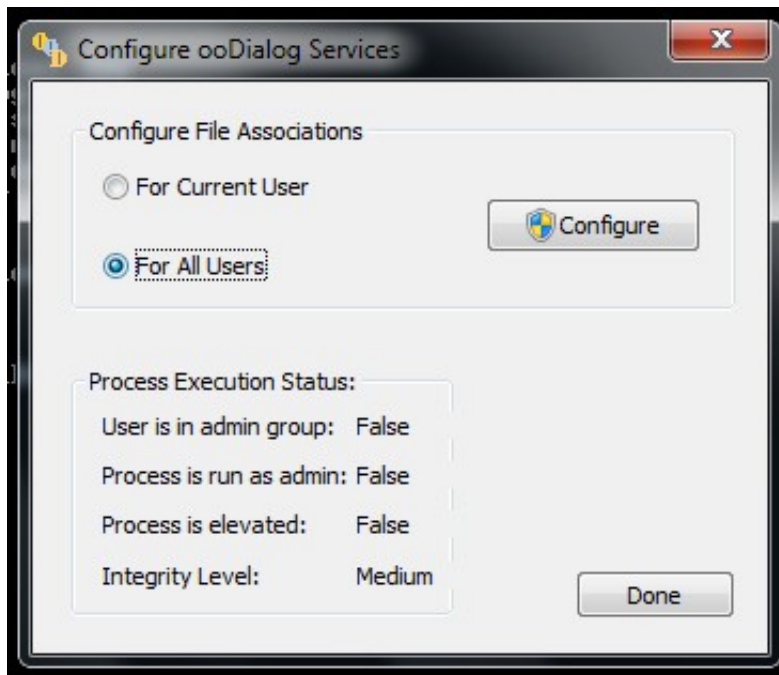 Configure ooDialog Services
Configure File Associations
For Current User
Configure
For All Users
Process Execution Status:
User is in admin group: False
Process is run as admin: False
Process is elevated: False
Integrity Level: Medium
Done